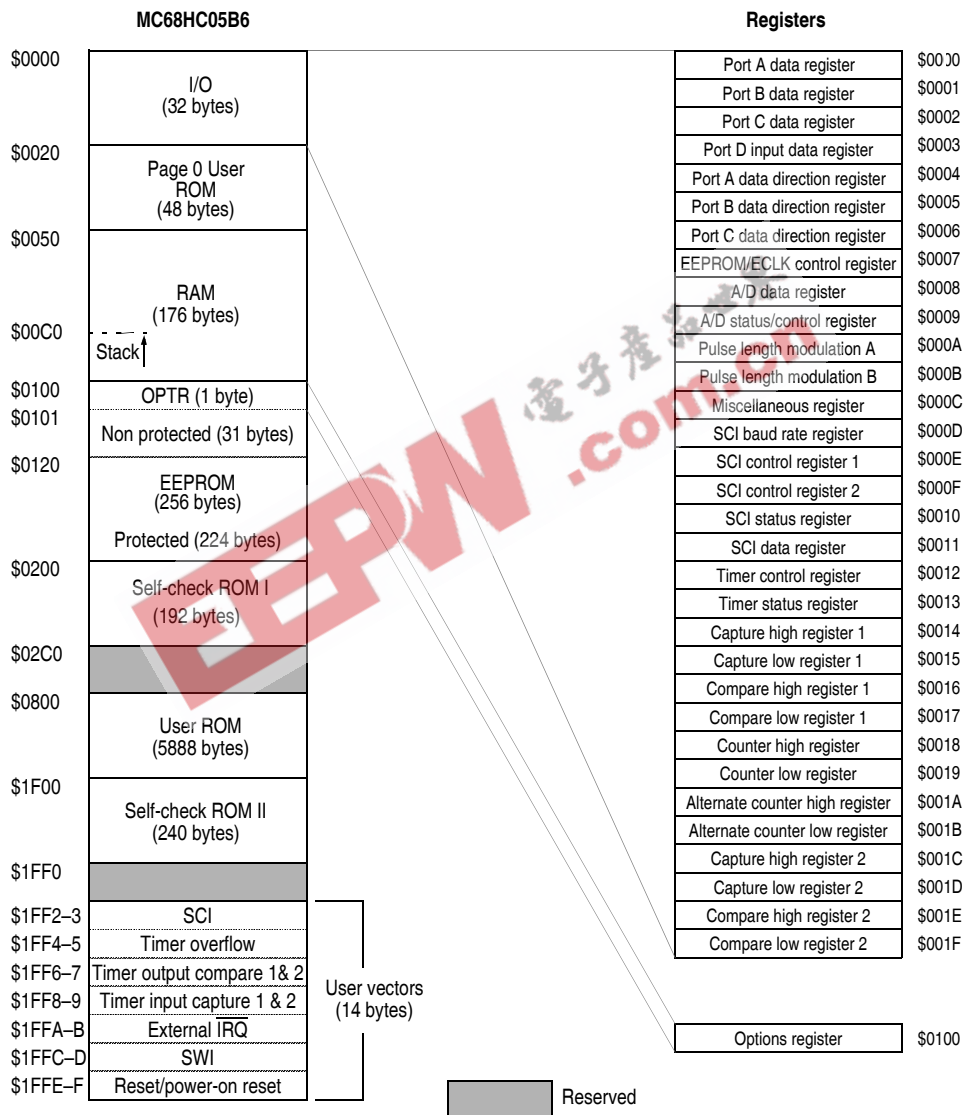 MC68HC05B6
Registers
$0000
I/O
(32 bytes)
$0020
Page 0 User
ROM
(48 bytes)
$0050
RAM
(176 bytes)
$00C0
Stack
$0100
OPTR (1 byte)
$0101
Non protected (31 bytes)
$0120
EEPROM
(256 bytes)
Protected (224 bytes)
$0200
Self-check ROM I
(192 bytes)
$02C0
$0800
User ROM
(5888 bytes)
$1F00
Self-check ROM II
(240 bytes)
$1FF0
$1FF2–3 SCI
$1FF4–5 Timer overflow
$1FF6–7 Timer output compare 1& 2
$1FF8–9 Timer input capture 1 & 2
$1FFA–B External IRQ
$1FFC–D SWI
$1FFE–F Reset/power-on reset
User vectors
(14 bytes)
Port A data register $0000
Port B data register $0001
Port C data register $0002
Port D input data register $0003
Port A data direction register $0004
Port B data direction register $0005
Port C data direction register $0006
EEPROM/ECLK control register $0007
A/D data register $0008
A/D status/control register $0009
Pulse length modulation A $000A
Pulse length modulation B $000B
Miscellaneous register $000C
SCI baud rate register $000D
SCI control register 1 $000E
SCI control register 2 $000F
SCI status register $0010
SCI data register $0011
Timer control register $0012
Timer status register $0013
Capture high register 1 $0014
Capture low register 1 $0015
Compare high register 1 $0016
Compare low register 1 $0017
Counter high register $0018
Counter low register $0019
Alternate counter high register $001A
Alternate counter low register $001B
Capture high register 2 $001C
Capture low register 2 $001D
Compare high register 2 $001E
Compare low register 2 $001F
Options register $0100
Reserved
EEPW
.com.cn
電子産品世界